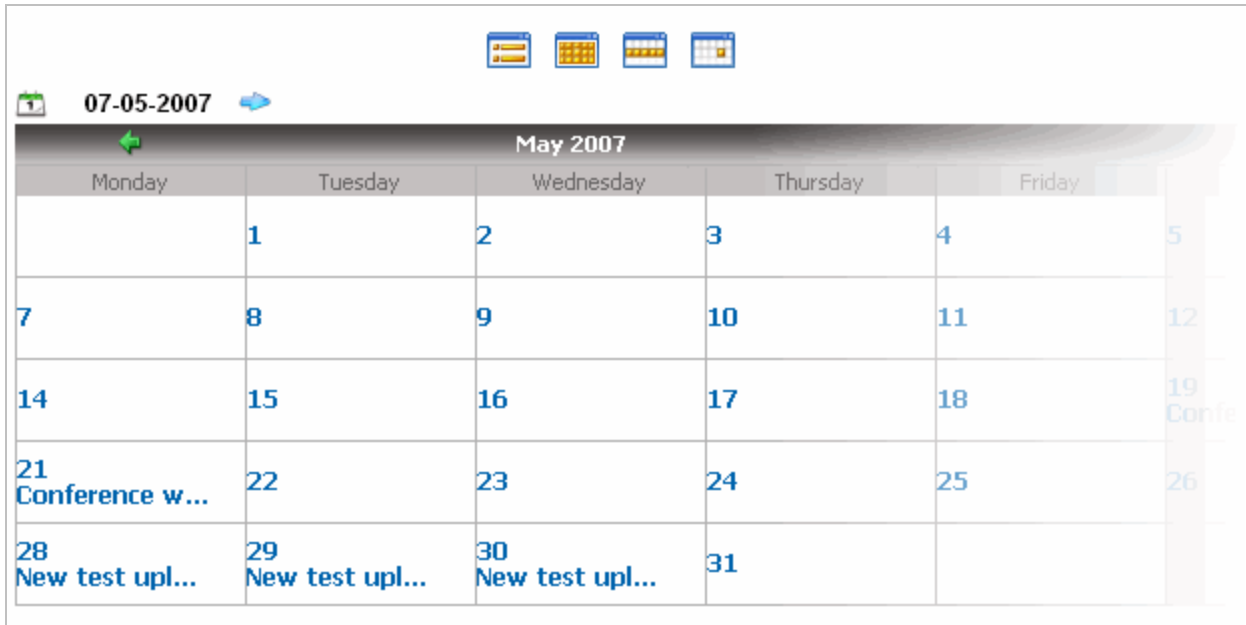 07-05-2007
May 2007
Monday Tuesday Wednesday Thursday Friday
1 2 3 4 5
7 8 9 10 11 12
14 15 16 17 18 19
Confe
21 22 23 24 25 26
Conference w...
28 29 30 31
New test upl... New test upl... New test upl...